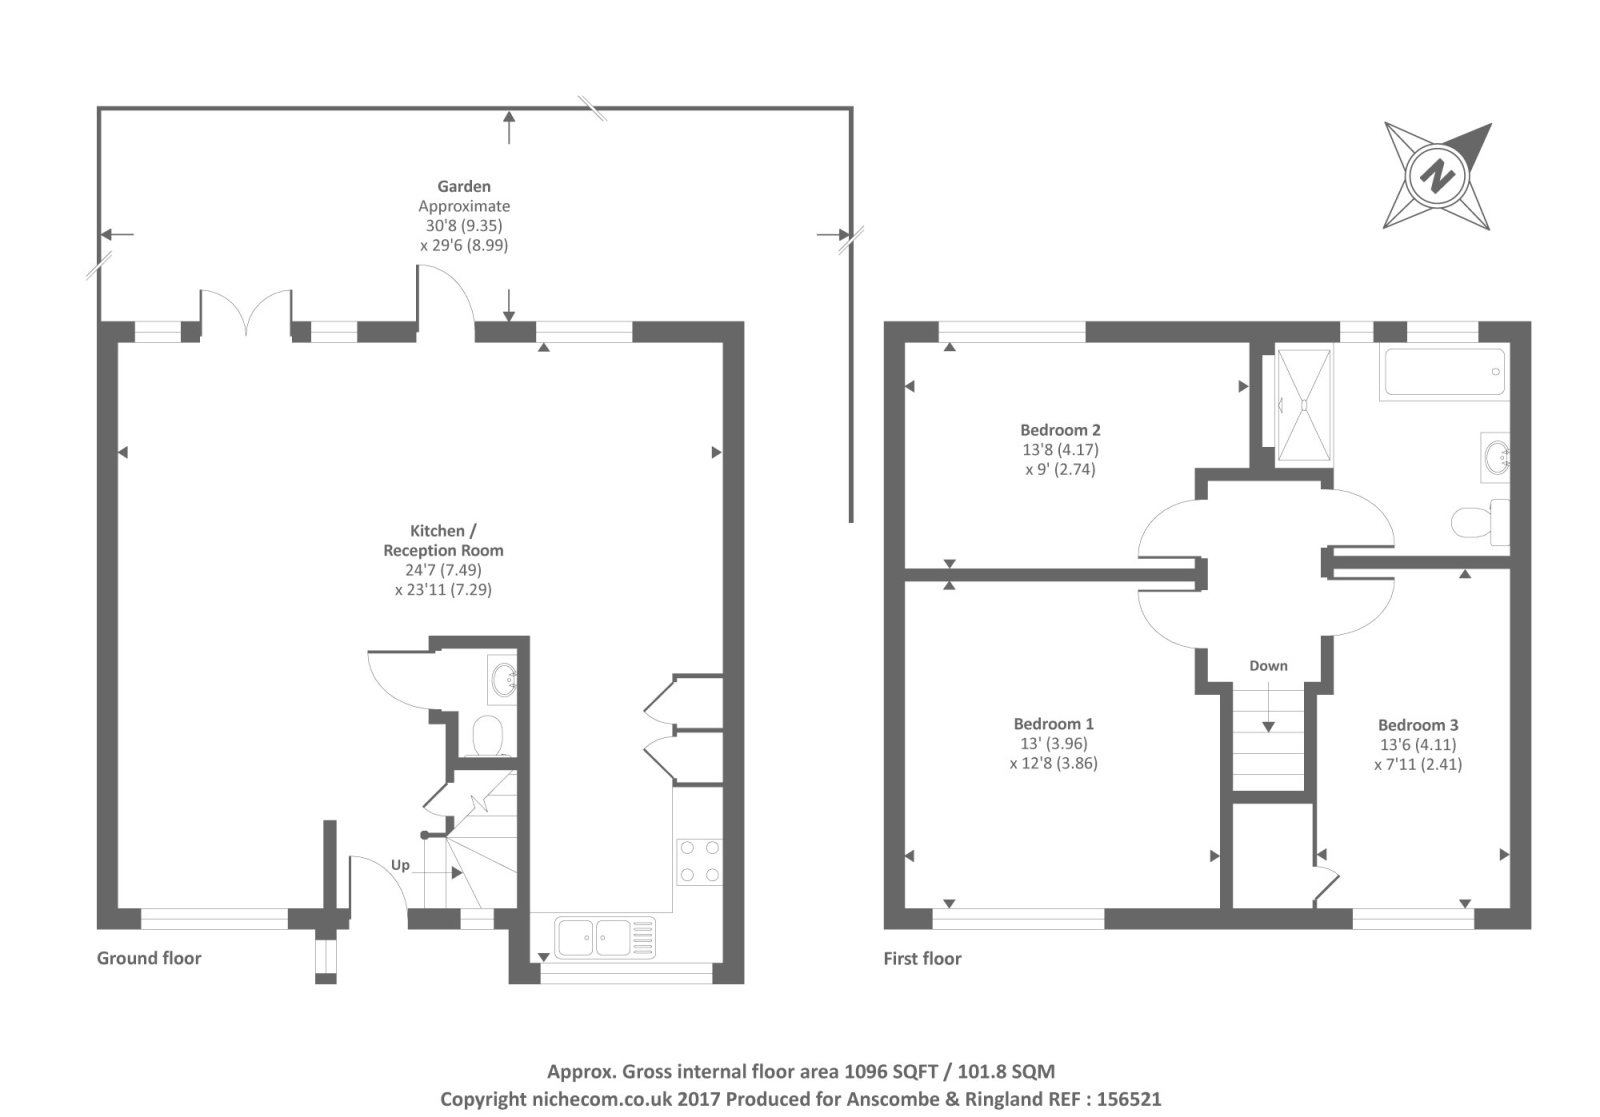 Garden
Approximate
30'8 (9.35)
x 29'6 (8.99)
N
Kitchen /
Reception Room
24'7 (7.49)
x 23'11 (7.29)
Up
Ground floor
Bedroom 2
13'8 (4.17)
x 9' (2.74)
Down
Bedroom 1
13' (3.96)
x 12'8 (3.86)
Bedroom 3
13'6 (4.11)
x 7'11 (2.41)
First floor
Approx. Gross internal floor area 1096 SQFT / 101.8 SQM
Copyright nichecom.co.uk 2017 Produced for Anscombe & Ringland REF : 156521